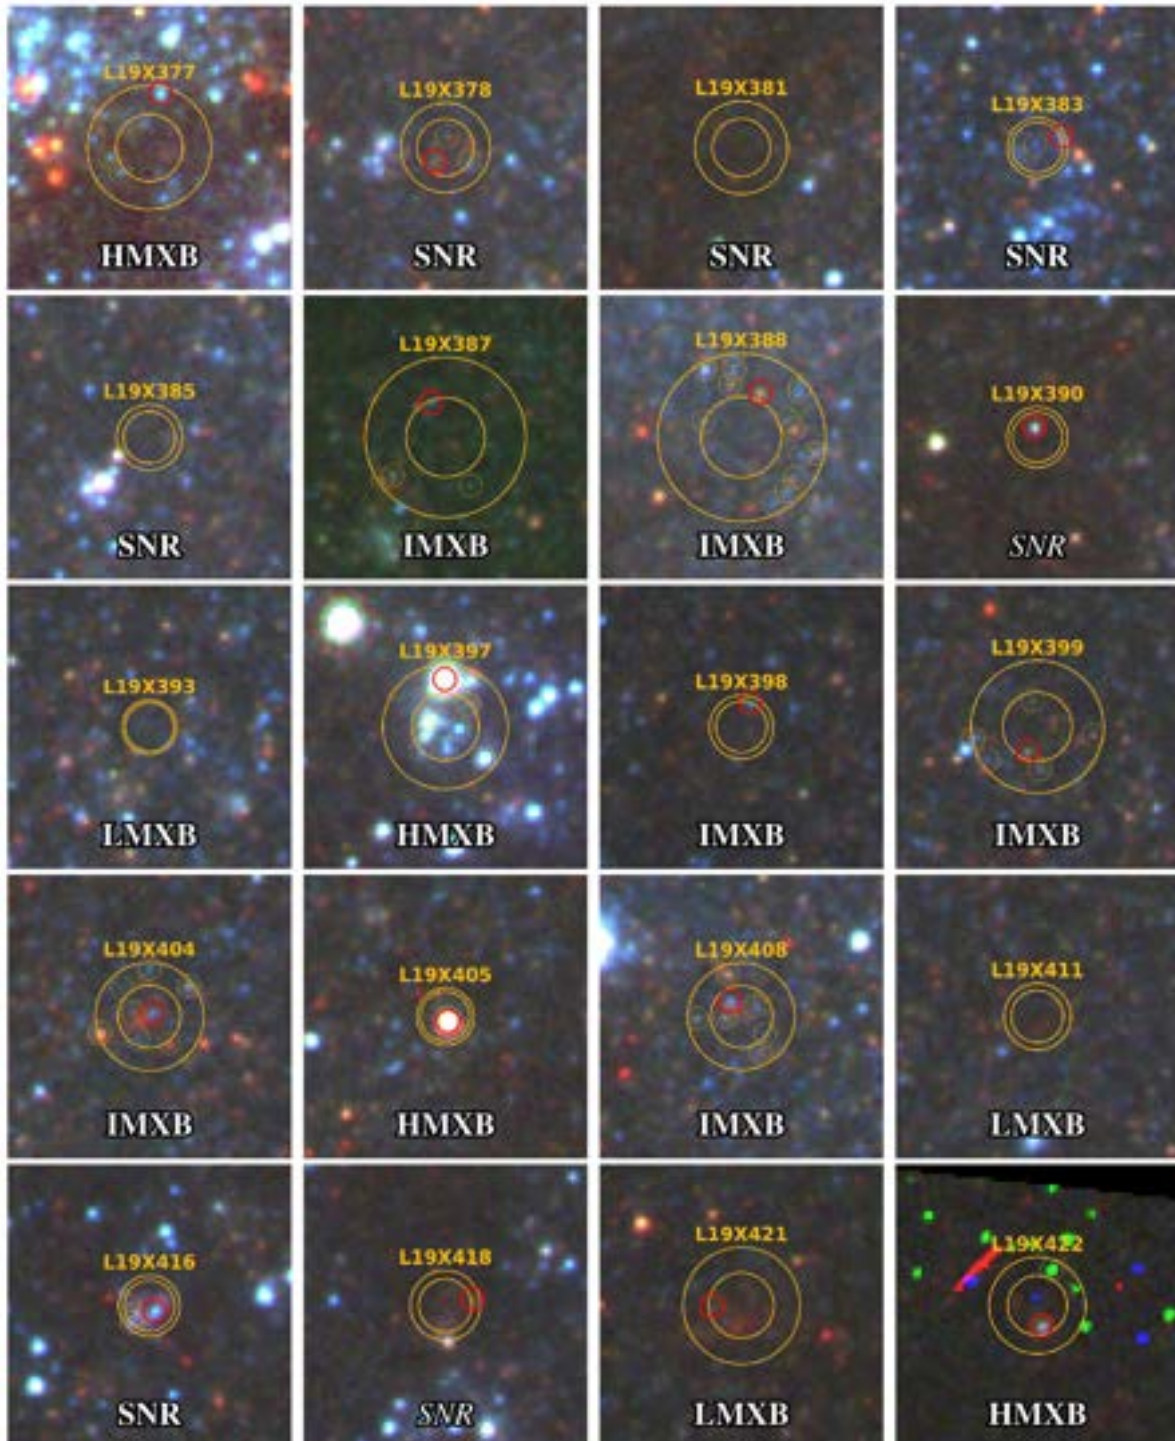 L19X377
HMXB
L19X378
SNR
L19X381
SNR
L19X383
SNR
L19X385
SNR
L19X387
IMXB
L19X388
IMXB
L19X390
SNR
L19X393
LMXB
L19X397
HMXB
L19X398
IMXB
L19X399
IMXB
L19X404
IMXB
L19X405
HMXB
L19X408
IMXB
L19X411
LMXB
L19X416
SNR
L19X418
SNR
L19X421
LMXB
L19X422
HMXB